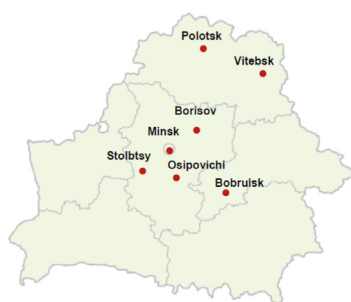 Polotsk
Vitebsk
Borisov
Minsk
Stolbtsy
Osipovichi
Bobruisk